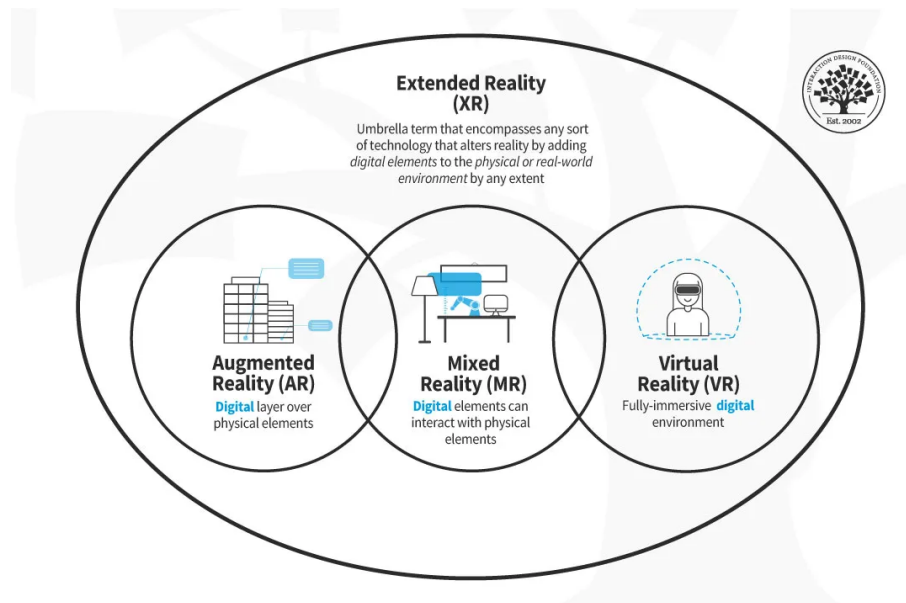 Extended Reality
(XR)
Umbrella term that encompasses any sort
of technology that alters reality by adding
digital elements to the physical or real-world
environment by any extent
INTERACTION DESIGN FOUNDATION
Est. 2002
Augmented
Reality (AR)
Digital layer over
physical elements
Mixed
Reality (MR)
Digital elements can
interact with physical
elements
Virtual
Reality (VR)
Fully-immersive digital
environment